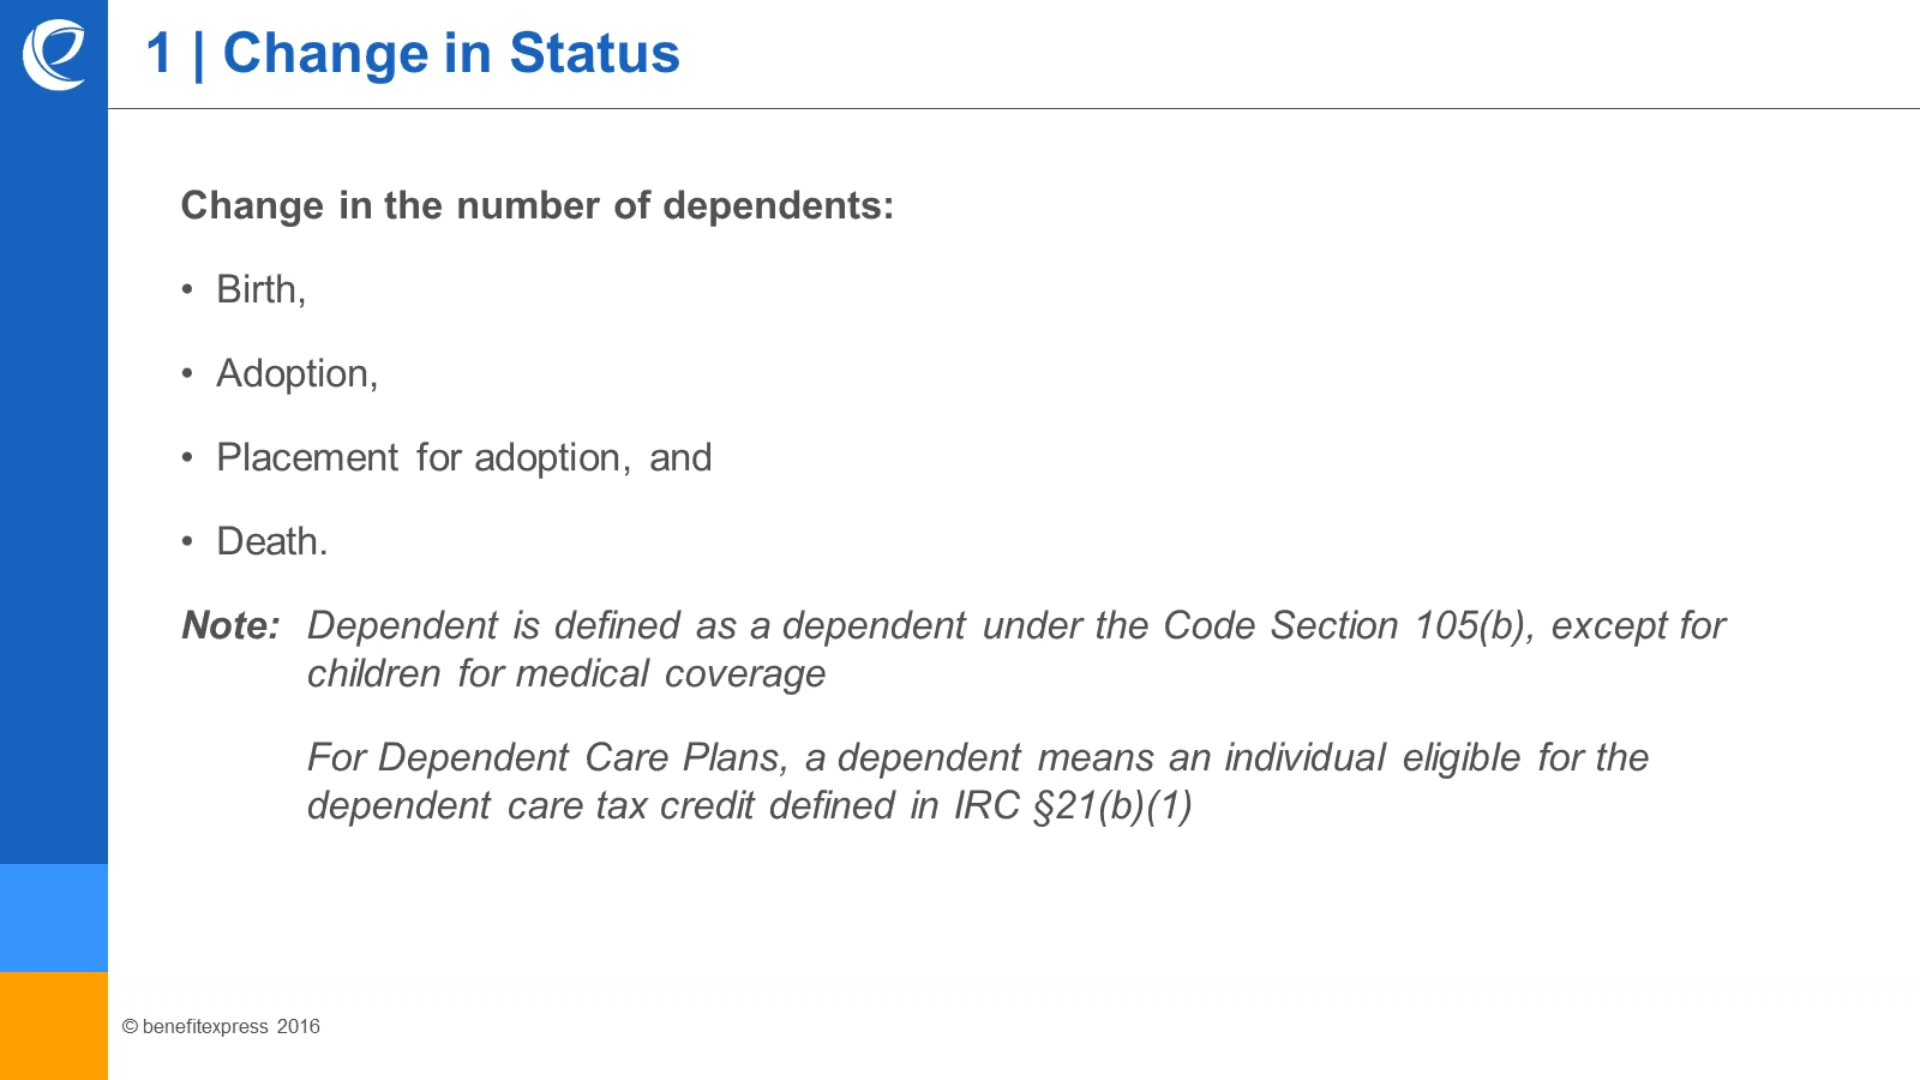 1 | Change in Status
Change in the number of dependents:
• Birth,
• Adoption,
• Placement for adoption, and
• Death.
Note: Dependent is defined as a dependent under the Code Section 105(b), except for
children for medical coverage
For Dependent Care Plans, a dependent means an individual eligible for the
dependent care tax credit defined in IRC §21(b)(1)
© benefitexpress 2016